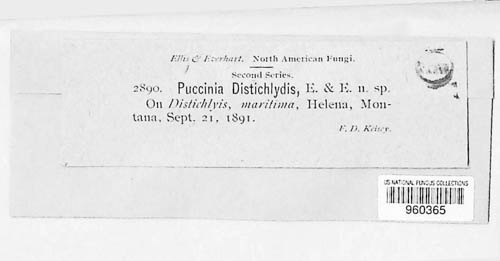 Ellis & Everhart. North American Fungi.
Second Series.
2890. Puccinia Distichlydis, E. & E. n. sp.
On Distichlyis, maritima, Helena, Mon-
tana, Sept. 21, 1891.
F. D. Kelsey.
US NATIONAL FUNGUS COLLECTIONS
960365